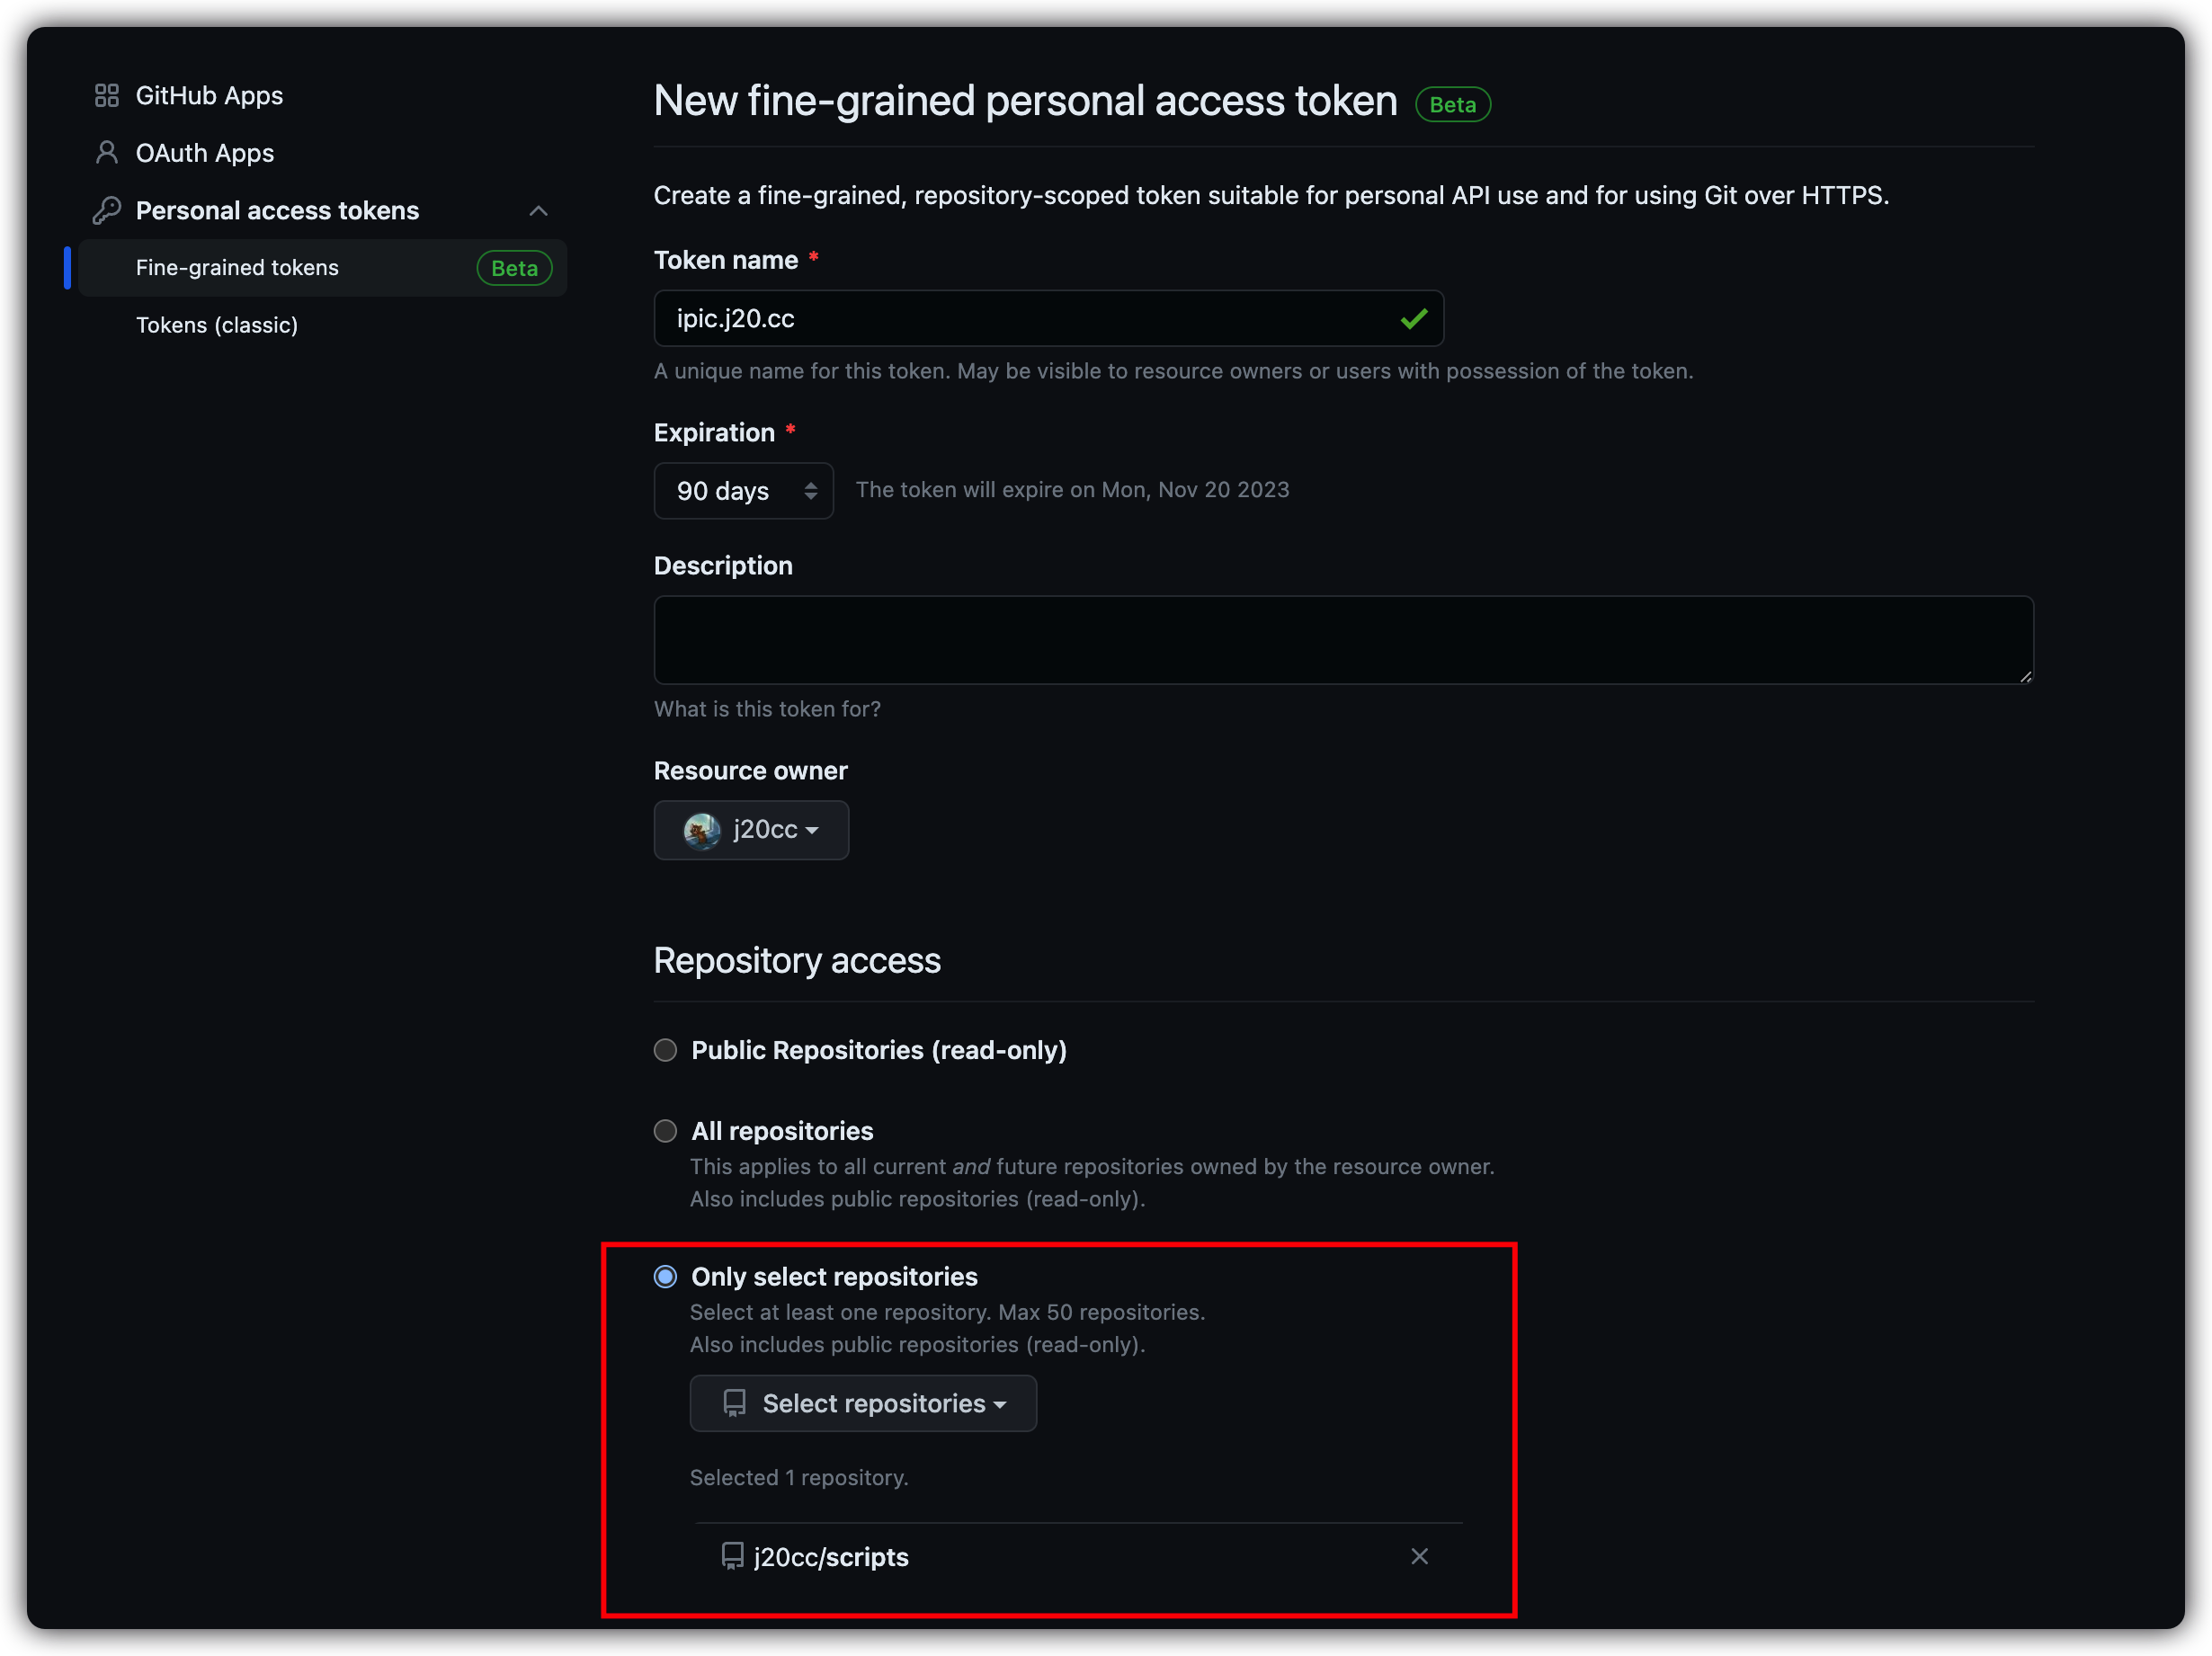 GitHub Apps
OAuth Apps
Personal access tokens
Fine-grained tokens Beta
Tokens (classic)
New fine-grained personal access token Beta
Create a fine-grained, repository-scoped token suitable for personal API use and for using Git over HTTPS.
Token name *
ipic.j20.cc
A unique name for this token. May be visible to resource owners or users with possession of the token.
Expiration *
90 days The token will expire on Mon, Nov 20 2023
Description
What is this token for?
Resource owner
j20cc
Repository access
Public Repositories (read-only)
All repositories
This applies to all current and future repositories owned by the resource owner.
Also includes public repositories (read-only).
Only select repositories
Select at least one repository. Max 50 repositories.
Also includes public repositories (read-only).
Select repositories
Selected 1 repository.
j20cc/scripts